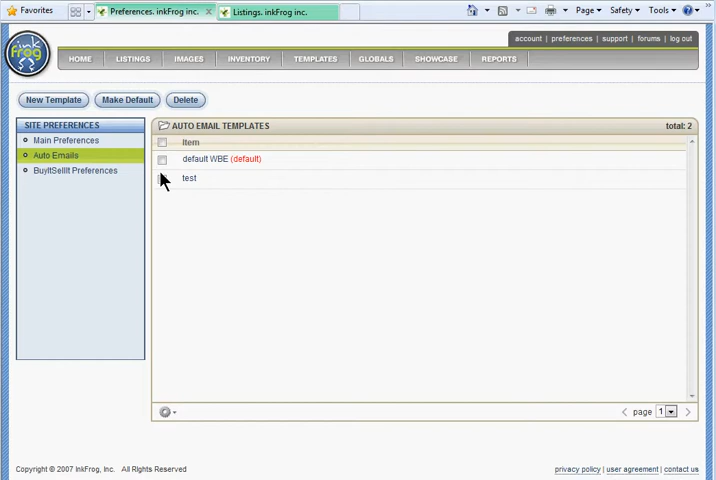 Favorites
Preferences. inkFrog inc.
Listings. inkFrog inc.
Page
Safety
Tools
ink
frog
account | preferences | support | forums | log out
HOME
LISTINGS
IMAGES
INVENTORY
TEMPLATES
GLOBALS
SHOWCASE
REPORTS
New Template
Make Default
Delete
SITE PREFERENCES
Main Preferences
Auto Emails
BuyItSellIt Preferences
AUTO EMAIL TEMPLATES
total: 2
Item
default WBE (default)
test
page 1
Copyright © 2007 InkFrog, Inc. All Rights Reserved
privacy policy | user agreement | contact us